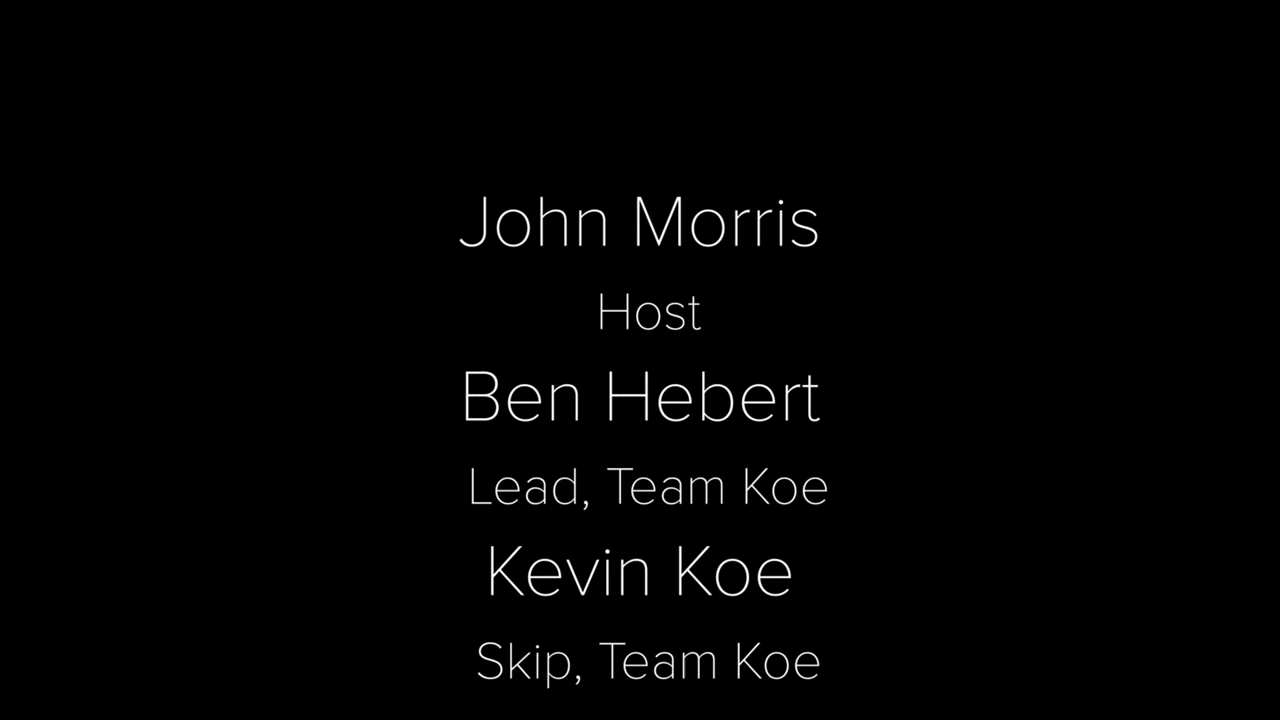 John Morris
Host
Ben Hebert
Lead, Team Koe
Kevin Koe
Skip, Team Koe